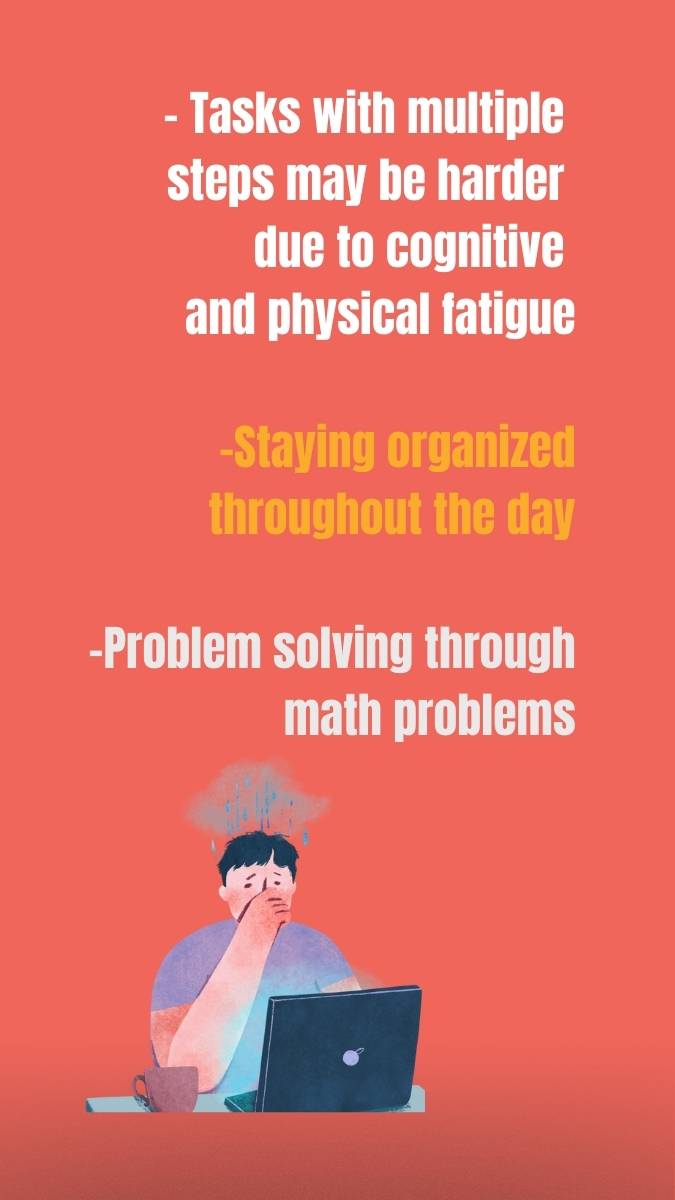 - Tasks with multiple
steps may be harder
due to cognitive
and physical fatigue
-Staying organized
throughout the day
-Problem solving through
math problems